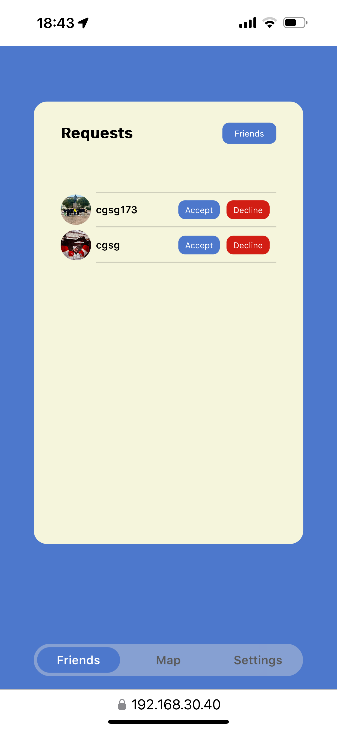 18:43
Requests
Friends
cgsg173
Accept
Decline
cgsg
Accept
Decline
Friends
Map
Settings
192.168.30.40